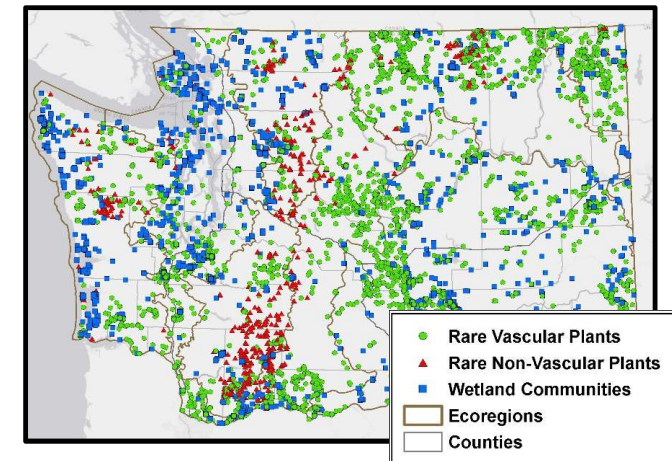 Rare Vascular Plants
Rare Non-Vascular Plants
Wetland Communities
Ecoregions
Counties